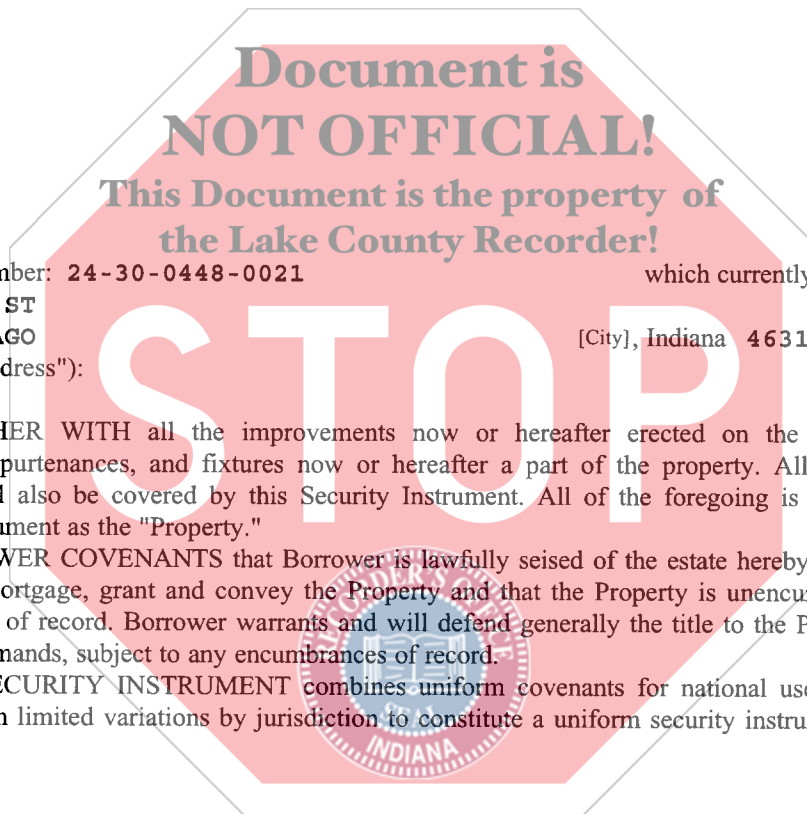 Document is
NOT OFFICIAL!
This Document is the property of
the Lake County Recorder!
mber: 24-30-0448-0021 which currently
ST
AGO [City], Indiana 4631
dress"):
STOP
HER WITH all the improvements now or hereafter erected on the
purtenances, and fixtures now or hereafter a part of the property. All
l also be covered by this Security Instrument. All of the foregoing is
ument as the "Property."
WER COVENANTS that Borrower is lawfully seised of the estate hereby
ortgage, grant and convey the Property and that the Property is unencu
of record. Borrower warrants and will defend generally the title to the P
mands, subject to any encumbrances of record.
ECURITY INSTRUMENT combines uniform covenants for national use
n limited variations by jurisdiction to constitute a uniform security instru
RECORDER'S OFFICE
SEAL
INDIANA